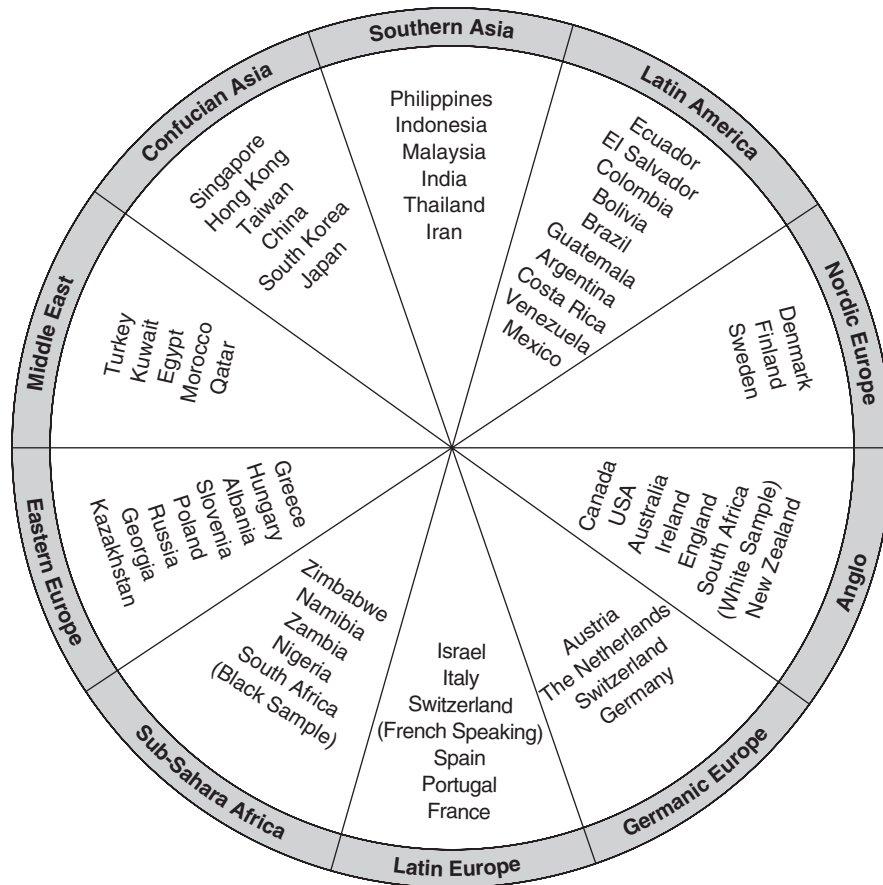 Southern Asia
Philippines
Indonesia
Malaysia
India
Thailand
Iran
Latin America
Ecuador
El Salvador
Colombia
Bolivia
Brazil
Guatemala
Argentina
Costa Rica
Venezuela
Mexico
Nordic Europe
Denmark
Finland
Sweden
Anglo
Canada
USA
Australia
Ireland
England
South Africa
(White Sample)
New Zealand
Germanic Europe
Austria
The Netherlands
Switzerland
Germany
Latin Europe
Israel
Italy
Switzerland
(French Speaking)
Spain
Portugal
France
Sub-Sahara Africa
Zimbabwe
Namibia
Zambia
Nigeria
South Africa
(Black Sample)
Eastern Europe
Greece
Hungary
Albania
Slovenia
Poland
Russia
Georgia
Kazakhstan
Middle East
Turkey
Kuwait
Egypt
Morocco
Qatar
Confucian Asia
Singapore
Hong Kong
Taiwan
China
South Korea
Japan